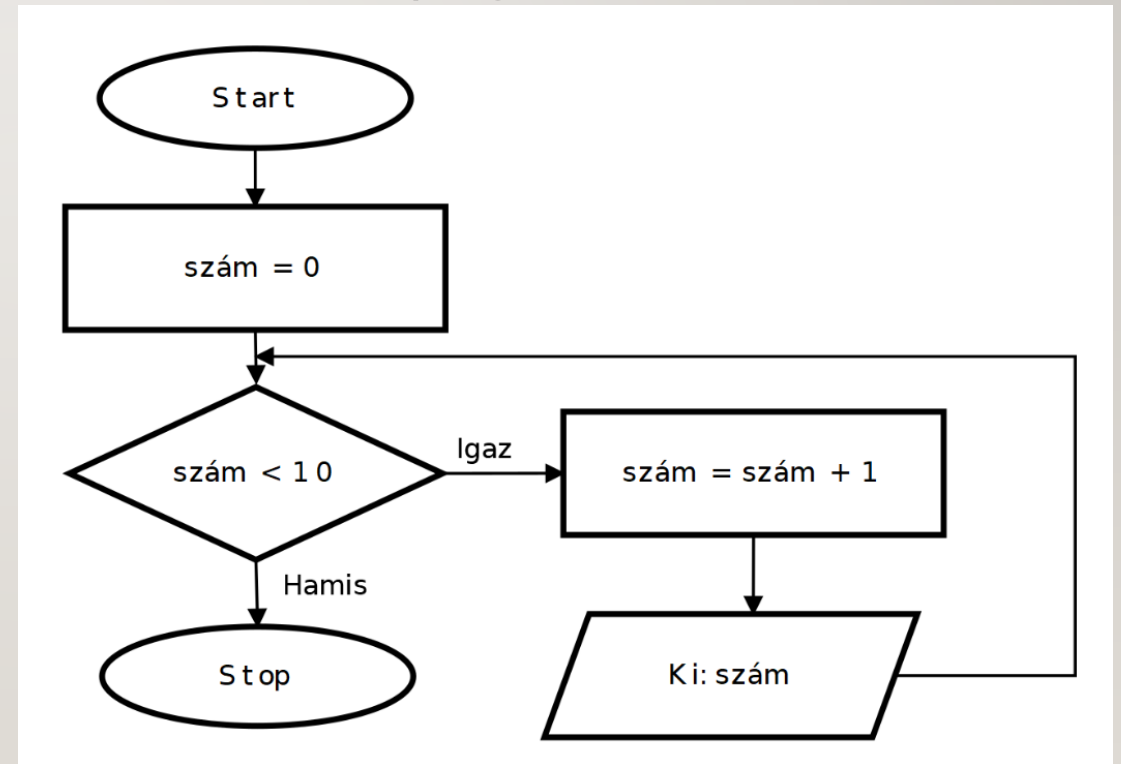 Start
szám = 0
szám < 10
Igaz
szám = szám + 1
Hamis
Stop
Ki: szám